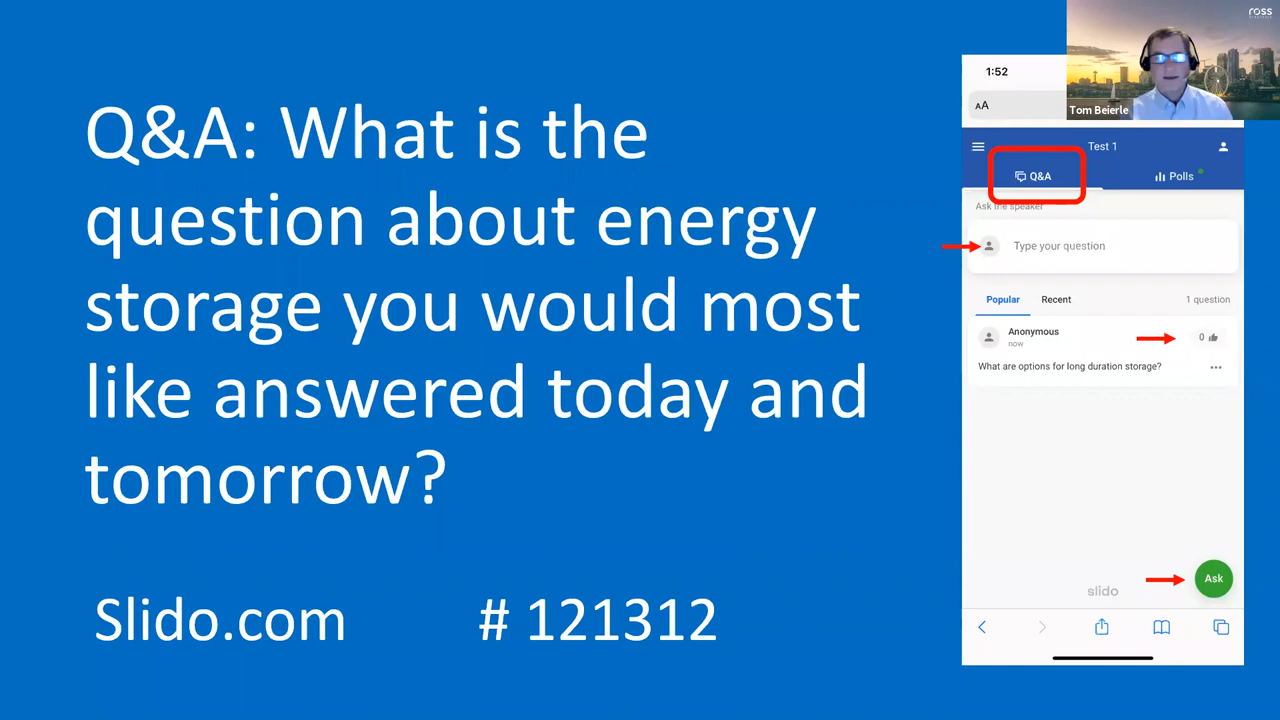 Q&A: What is the
question about energy
storage you would most
like answered today and
tomorrow?
Slido.com # 121312
ross
Tom Beierle
1:52
AA
Test 1
Q&A
Polls
Ask the speaker
Type your question
Popular Recent 1 question
Anonymous
now
0
What are options for long duration storage?
Ask
slido